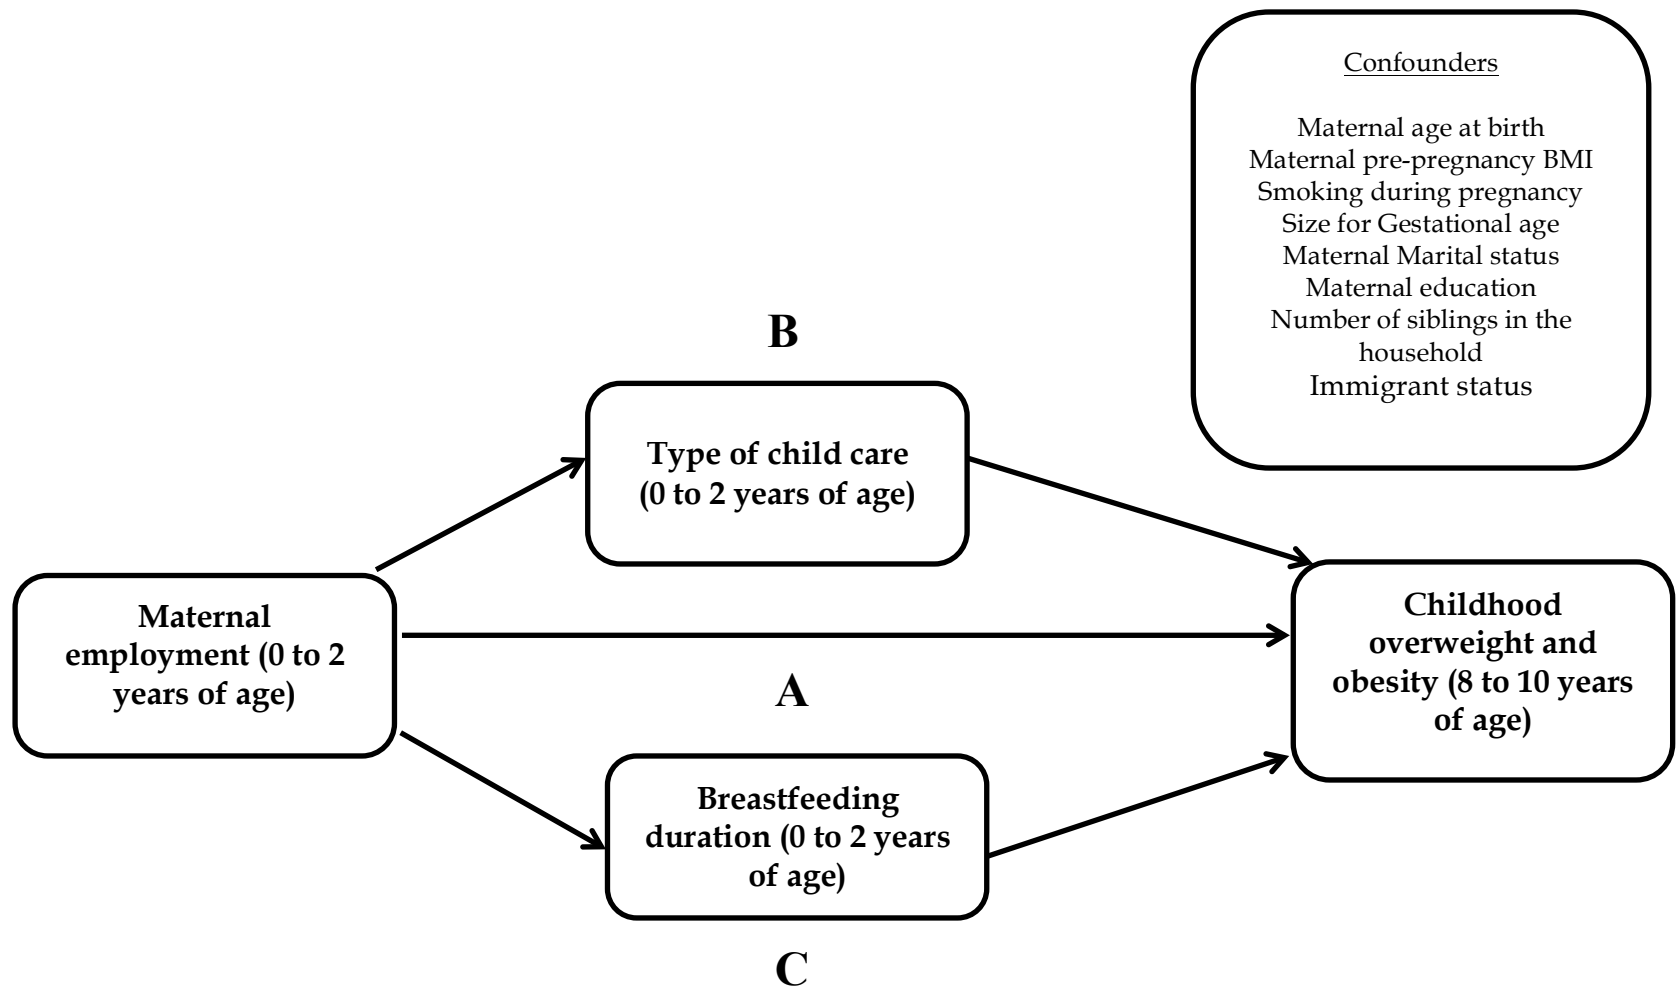 Confounders
Maternal age at birth
Maternal pre-pregnancy BMI
Smoking during pregnancy
Size for Gestational age
Maternal Marital status
Maternal education
Number of siblings in the
household
Immigrant status
B
Type of child care
(0 to 2 years of age)
Maternal
employment (0 to 2
years of age)
A
Childhood
overweight and
obesity (8 to 10 years
of age)
Breastfeeding
duration (0 to 2 years
of age)
C